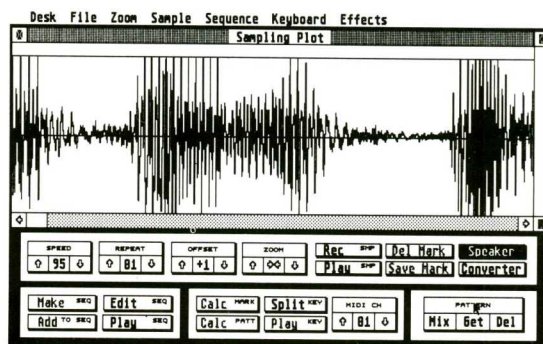 Desk File Zoom Sample Sequence Keyboard Effects
Sampling Plot
SPEED REPEAT OFFSET ZOOM Rec SMP Del Mark Speaker
95 01 +1 Play SMP Save Mark Converter
Make SEQ Edit SEQ Calc MARK Split KEY MIDI CH PATTERN
Add TO SEQ Play SEQ Calc PATT Play KEY 01 Mix Get Del